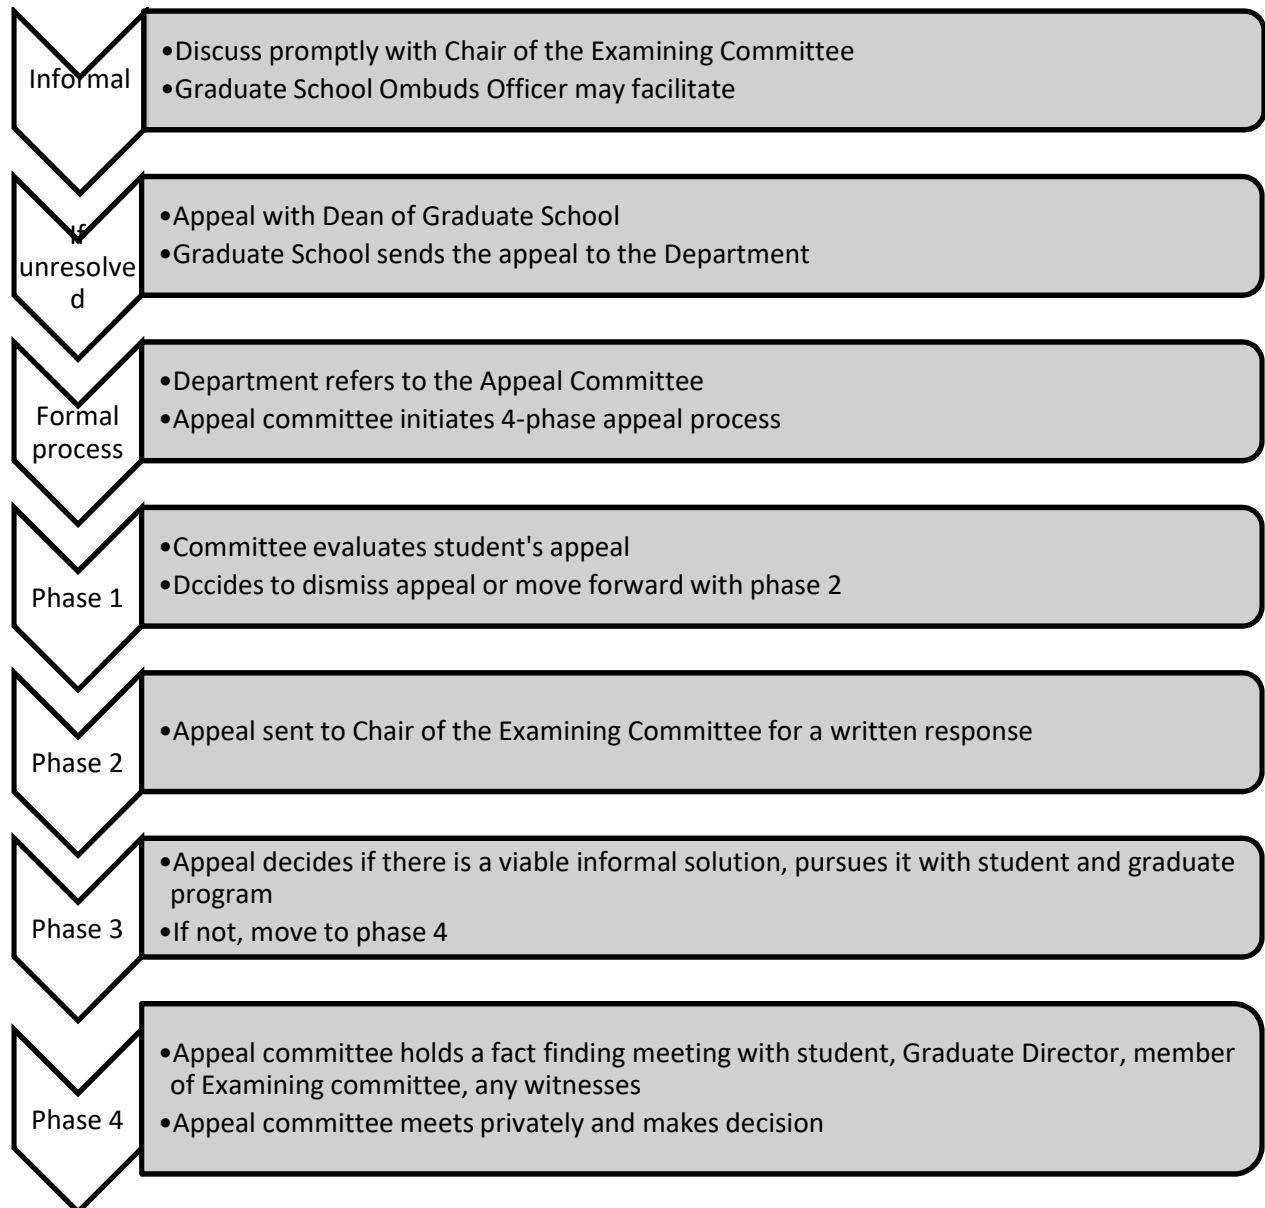 Informal
•Discuss promptly with Chair of the Examining Committee
•Graduate School Ombuds Officer may facilitate
If
unresolve
d
•Appeal with Dean of Graduate School
•Graduate School sends the appeal to the Department
Formal
process
•Department refers to the Appeal Committee
•Appeal committee initiates 4-phase appeal process
Phase 1
•Committee evaluates student's appeal
•Dccides to dismiss appeal or move forward with phase 2
Phase 2
•Appeal sent to Chair of the Examining Committee for a written response
Phase 3
•Appeal decides if there is a viable informal solution, pursues it with student and graduate
program
•If not, move to phase 4
Phase 4
•Appeal committee holds a fact finding meeting with student, Graduate Director, member
of Examining committee, any witnesses
•Appeal committee meets privately and makes decision